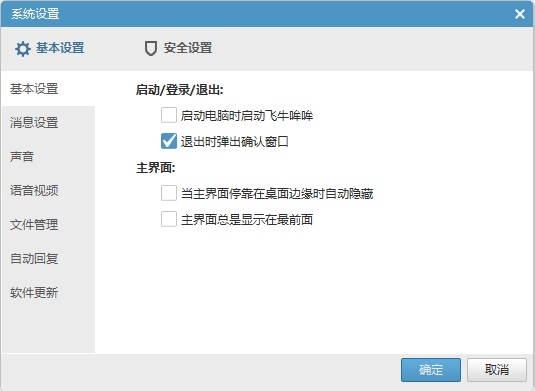 系统设置
基本设置 安全设置
基本设置
消息设置
声音
语音视频
文件管理
自动回复
软件更新
启动/登录/退出:
启动电脑时启动飞牛哞哞
退出时弹出确认窗口
主界面:
当主界面停靠在桌面边缘时自动隐藏
主界面总是显示在最前面
确定 取消